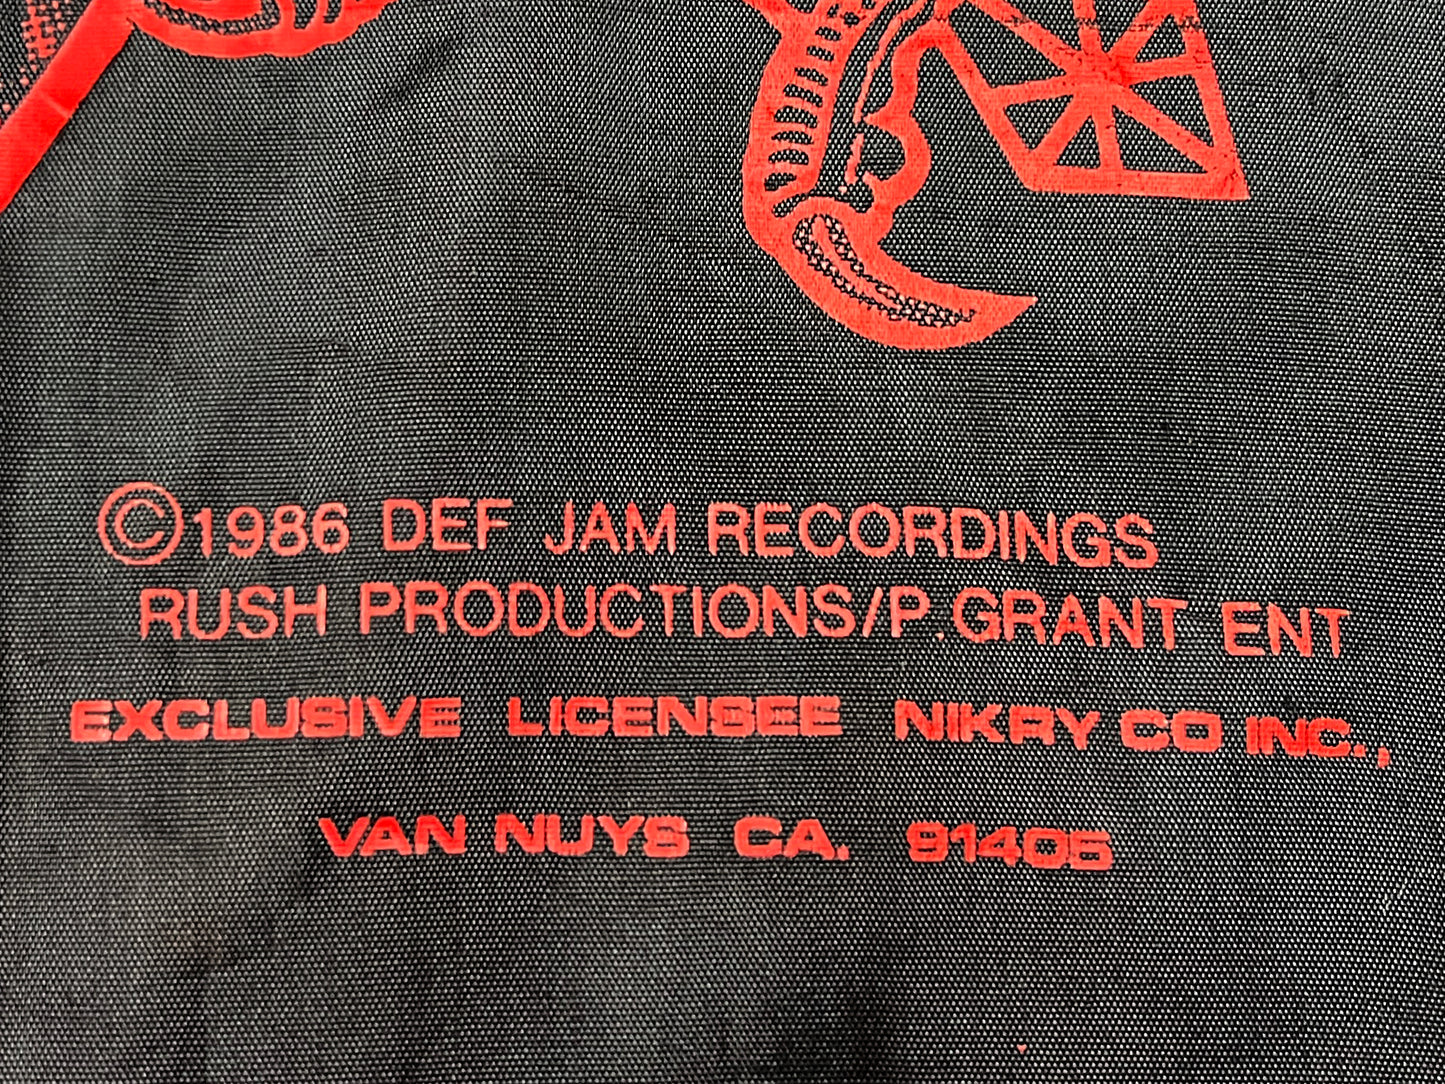 ©1986 DEF JAM RECORDINGS
RUSH PRODUCTIONS/P.GRANT ENT
EXCLUSIVE LICENSEE NIKRY CO INC.,
VAN NUYS CA. 91405